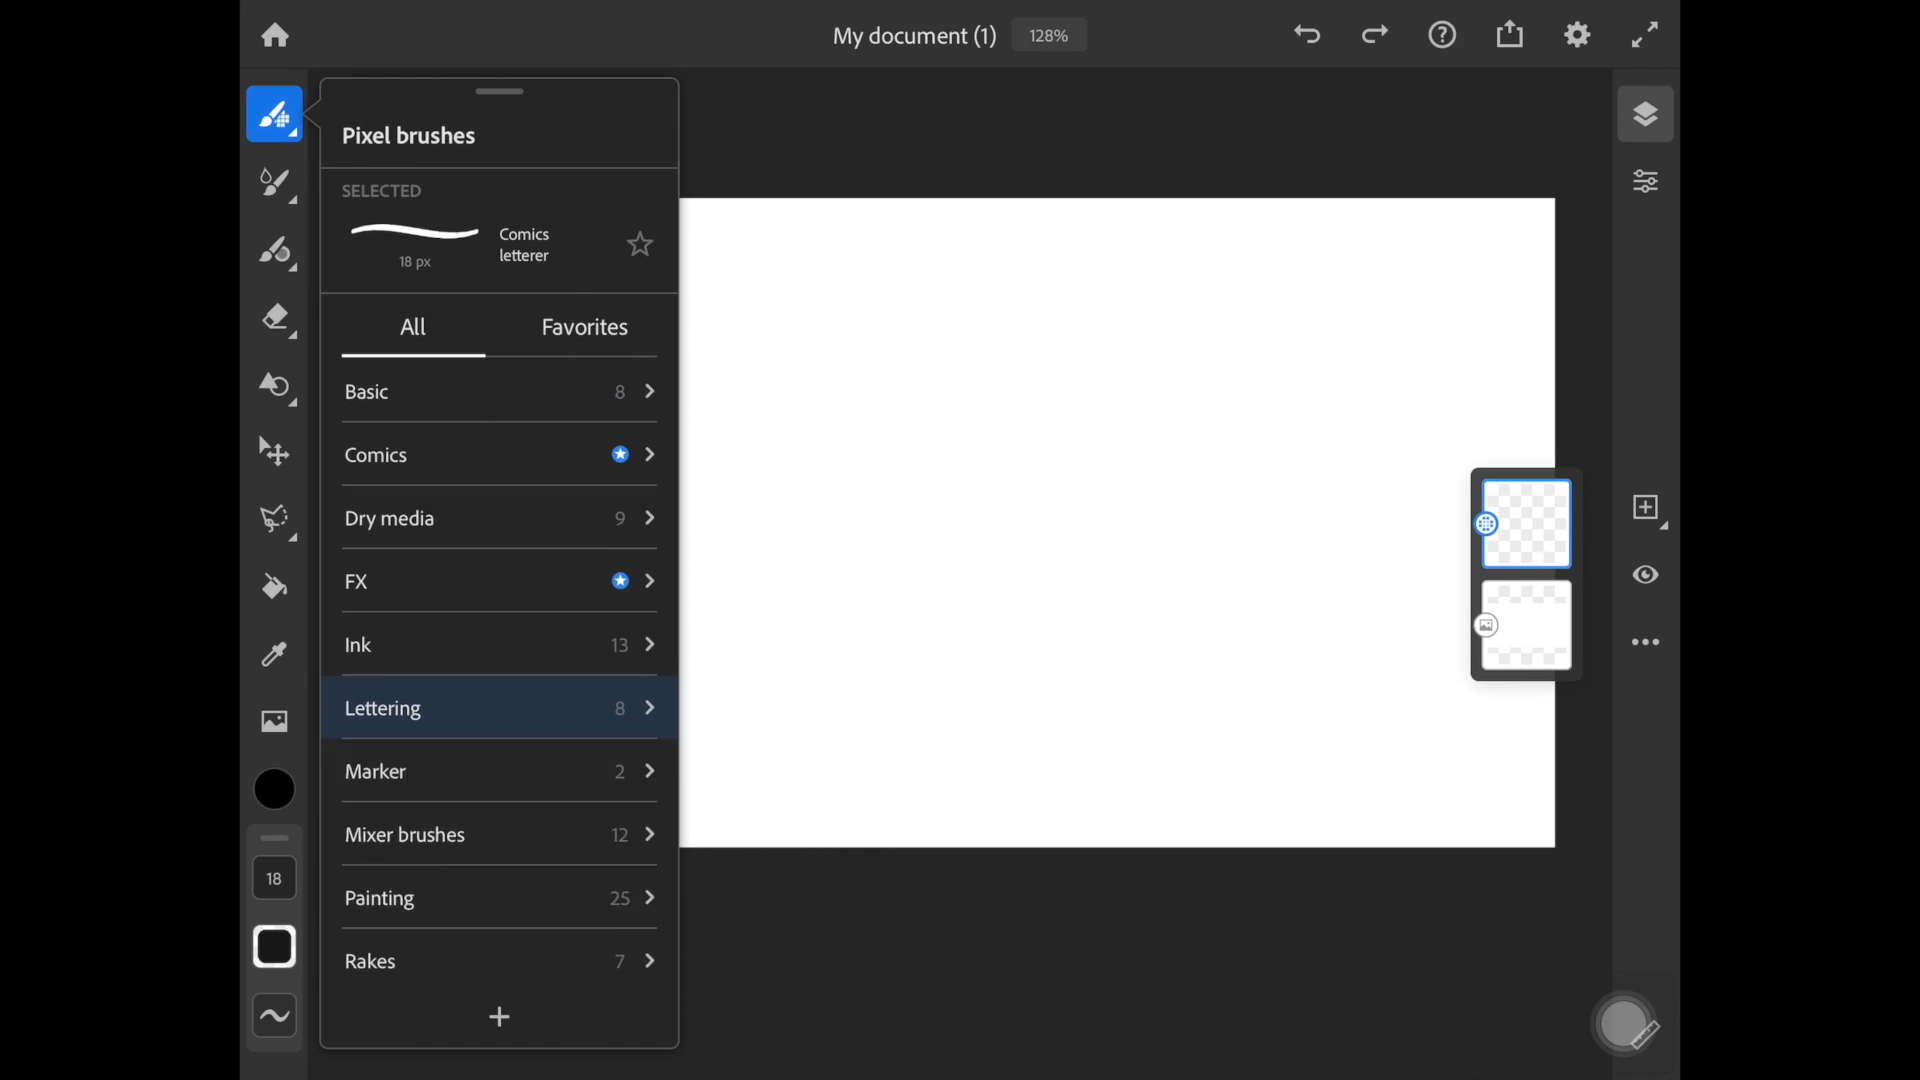 My document (1)
128%
Pixel brushes
SELECTED
18 px
Comics
letterer
All
Favorites
Basic 8
Comics
Dry media 9
FX
Ink 13
Lettering 8
Marker 2
Mixer brushes 12
Painting 25
Rakes 7
18